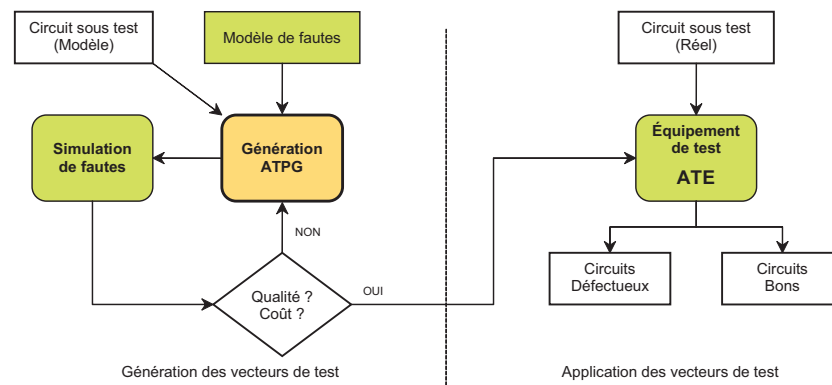 Circuit sous test
(Modèle)
Modèle de fautes
Circuit sous test
(Réel)
Simulation
de fautes
Génération
ATPG
Équipement
de test
ATE
NON
Qualité ?
Coût ?
OUI
Circuits
Défectueux
Circuits
Bons
Génération des vecteurs de test
Application des vecteurs de test